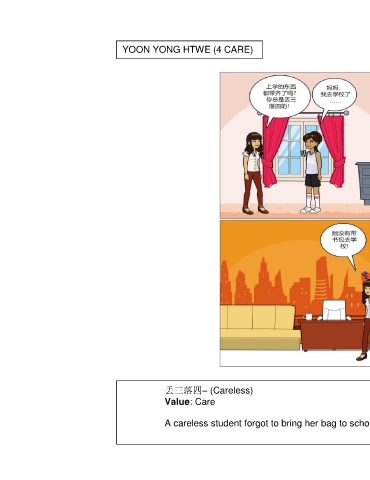 YOON YONG HTWE (4 CARE)
上学的东西
都带齐了吗?
你总是丢三
落四的!
妈妈,
我去学校了
……
她没有带
书包去学
校!
丢三落四– (Careless)
Value: Care
A careless student forgot to bring her bag to scho